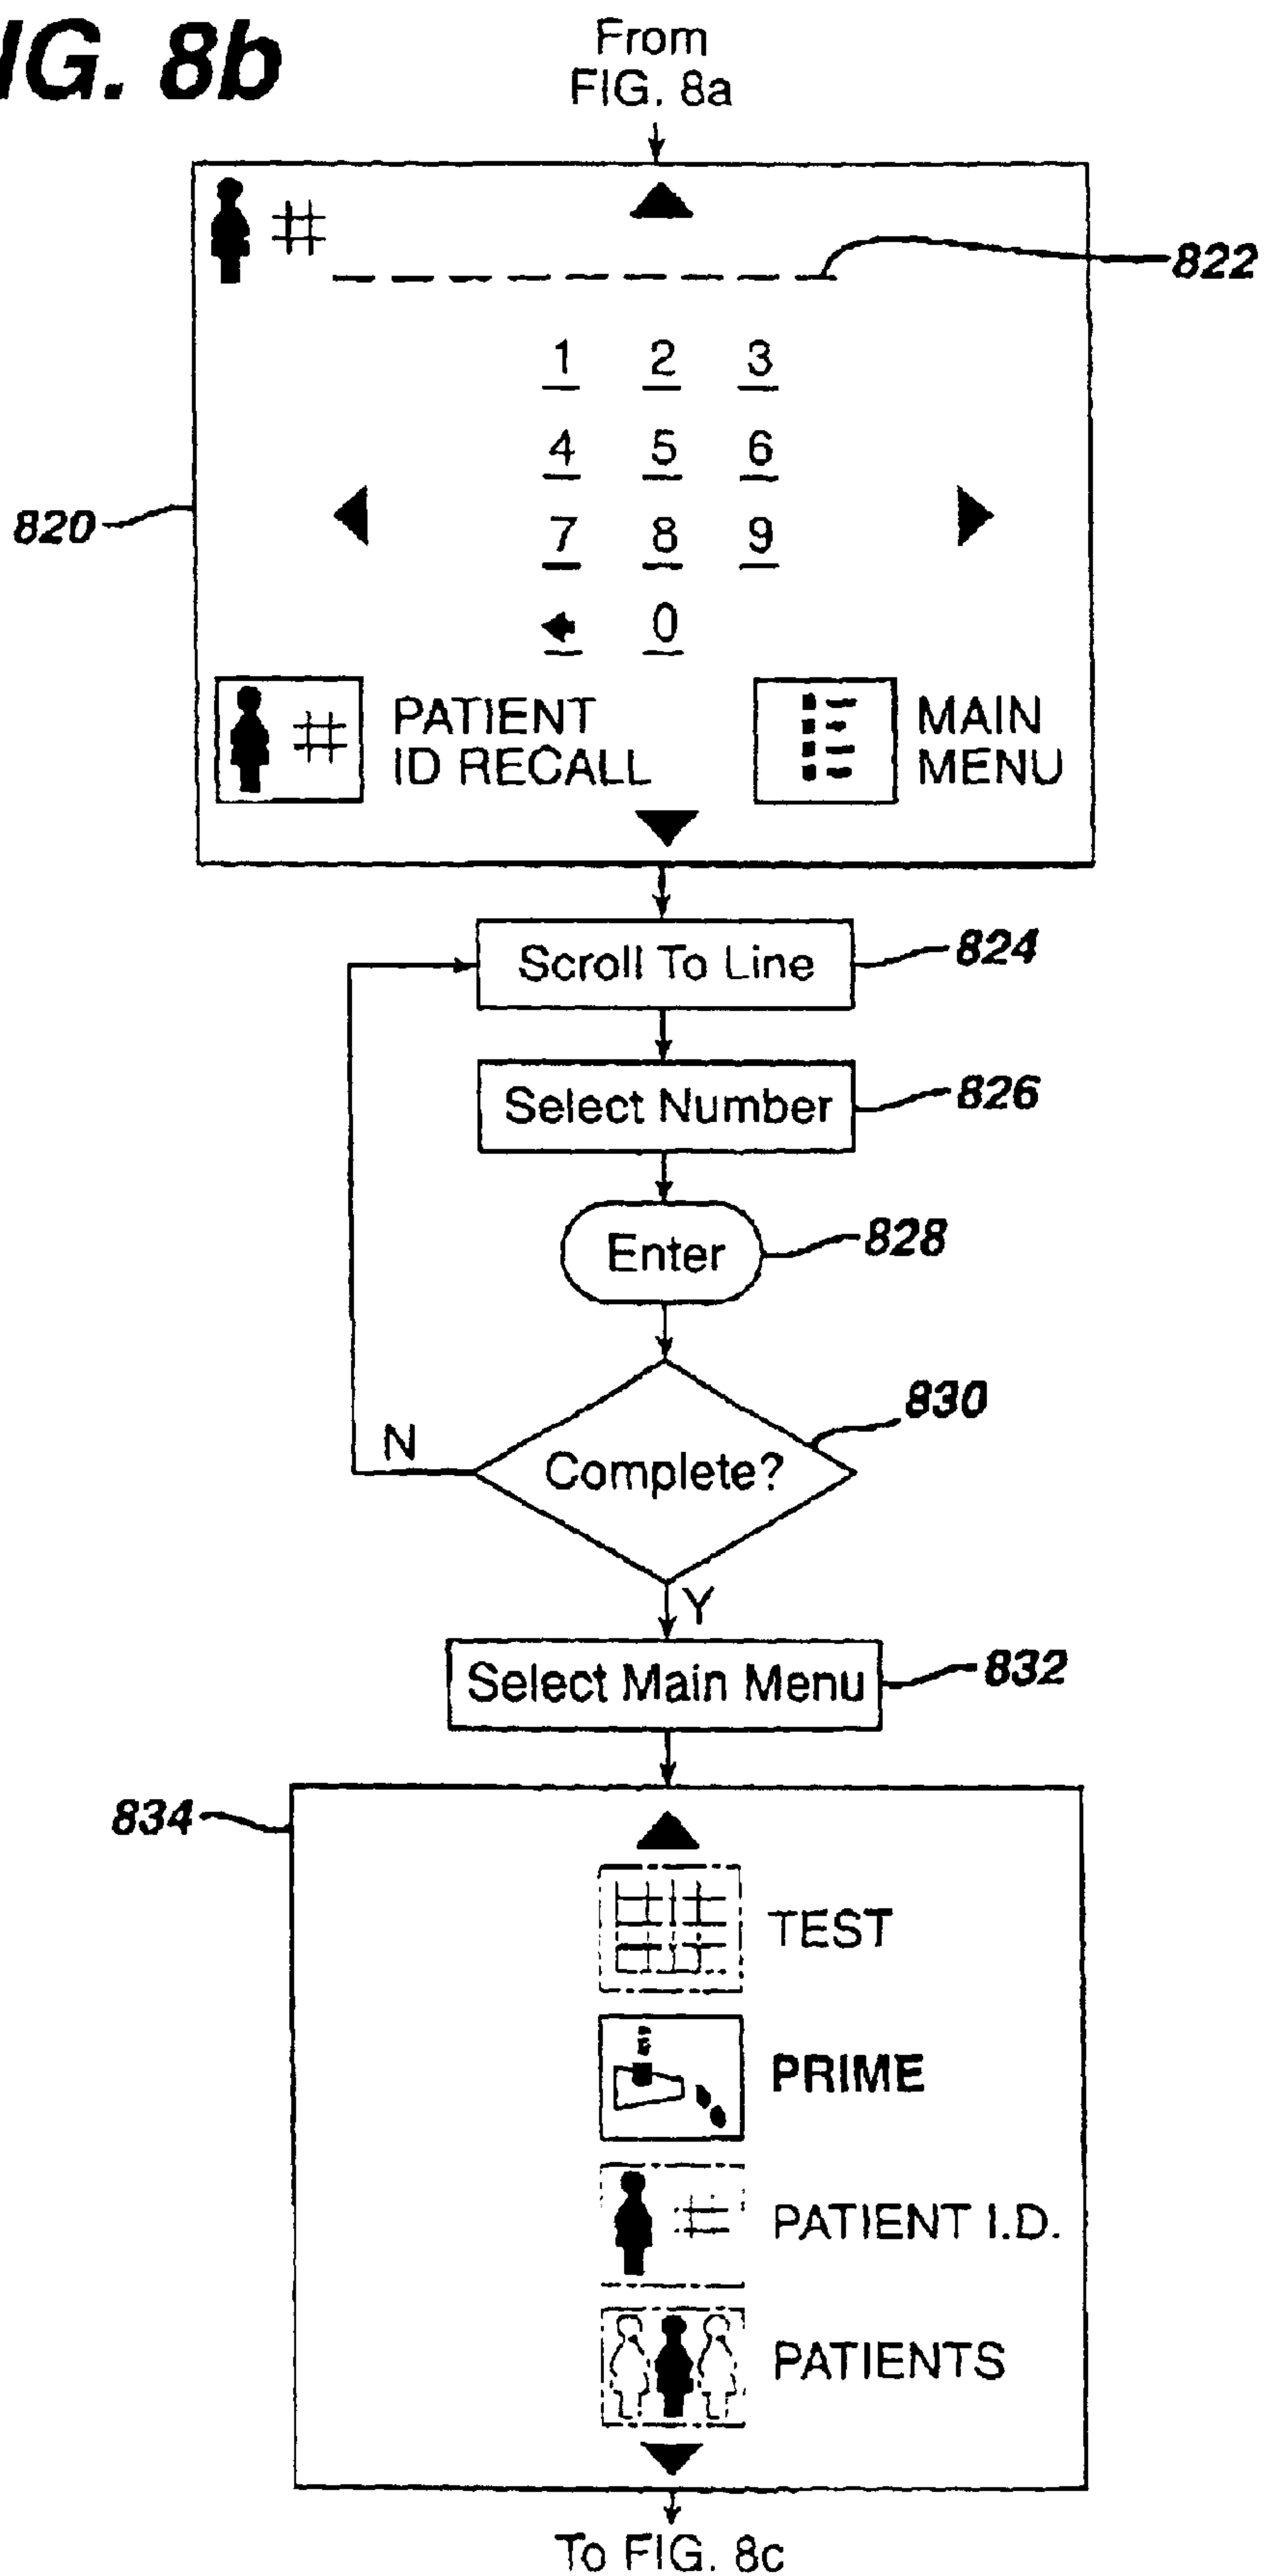 IG. 8b
From
FIG. 8a
#
822
1 2 3
4 5 6
820
7 8 9
0
# PATIENT
ID RECALL
MAIN
MENU
Scroll To Line
824
Select Number
826
Enter
828
830
N
Complete?
Y
Select Main Menu
832
834
TEST
PRIME
# PATIENT I.D.
PATIENTS
To FIG. 8c